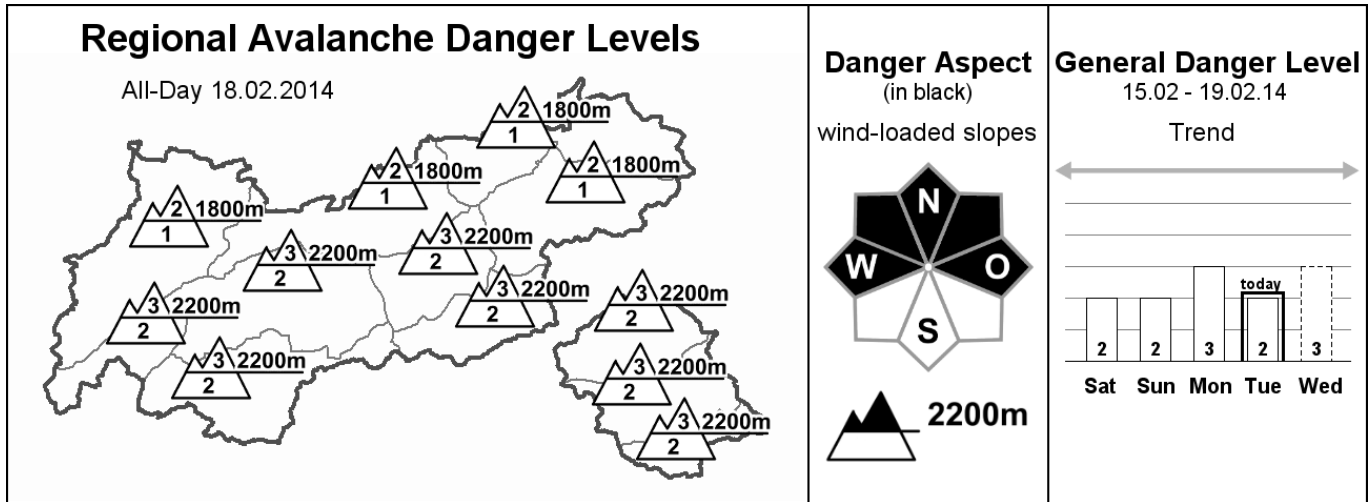 Regional Avalanche Danger Levels
All-Day 18.02.2014
2 1800m
1
2 1800m
1
2 1800m
1
2 1800m
1
3 2200m
2
3 2200m
2
3 2200m
2
3 2200m
2
3 2200m
2
3 2200m
2
3 2200m
2
3 2200m
2
Danger Aspect
(in black)
wind-loaded slopes
N
W O
S
2200m
General Danger Level
15.02 - 19.02.14
Trend
today
2 2 3 2 3
Sat Sun Mon Tue Wed